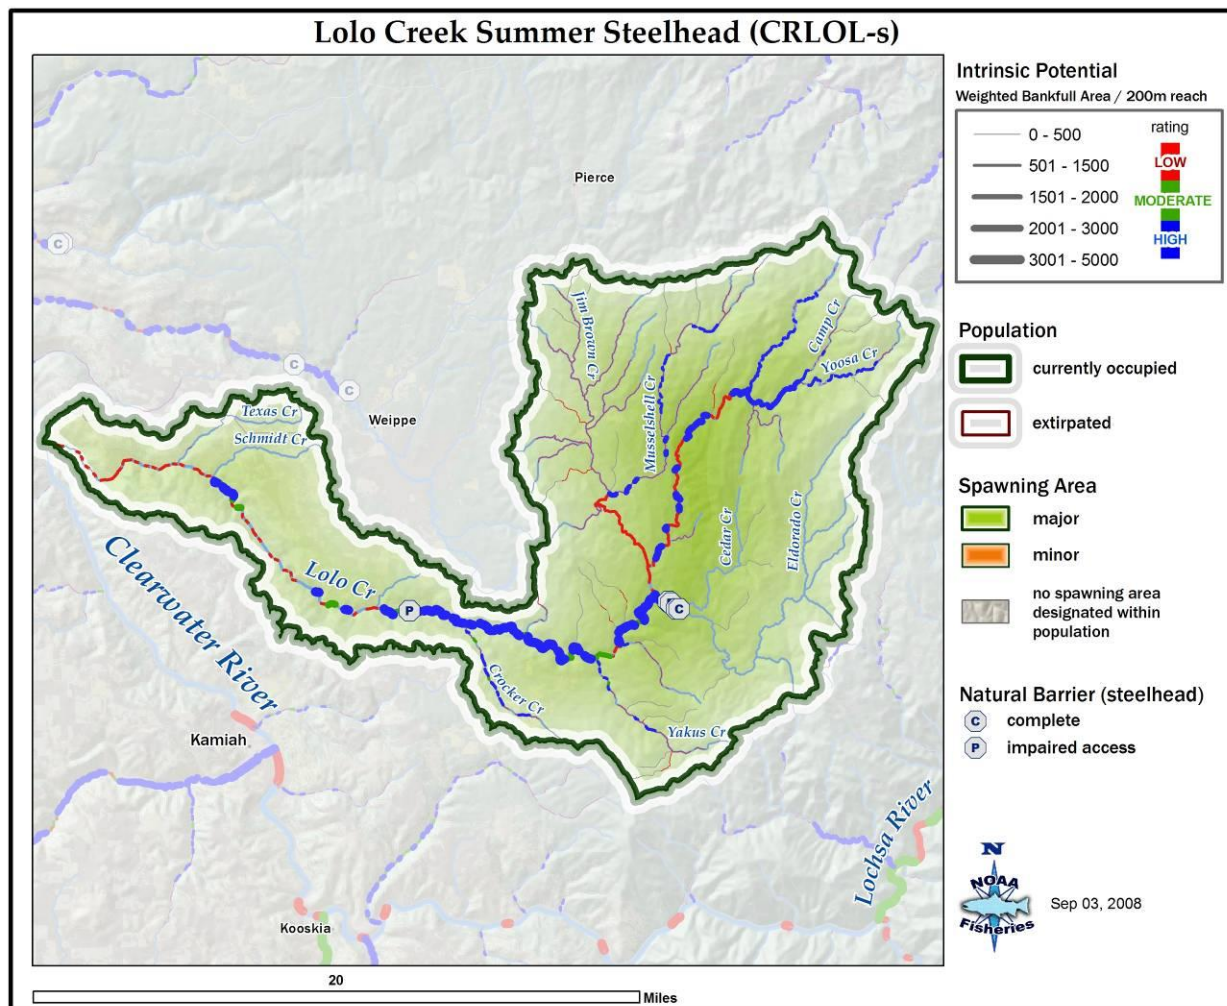 Lolo Creek Summer Steelhead (CRLOL-s)
Pierce
C
C
C
Weippe
Jim Brown Cr
Musselshell Cr
Camp Cr
Yoosa Cr
Texas Cr
Schmidt Cr
Cedar Cr
Eldorado Cr
Clearwater River
Lolo Cr
P
C
Crocker Cr
Yakus Cr
Kamiah
Kooskia
Lochsa River
20
Miles
Intrinsic Potential
Weighted Bankfull Area / 200m reach
0 - 500
501 - 1500
1501 - 2000
2001 - 3000
3001 - 5000
rating
LOW
MODERATE
HIGH
Population
currently occupied
extirpated
Spawning Area
major
minor
no spawning area
designated within
population
Natural Barrier (steelhead)
C complete
P impaired access
N
NOAA
Fisheries
Sep 03, 2008